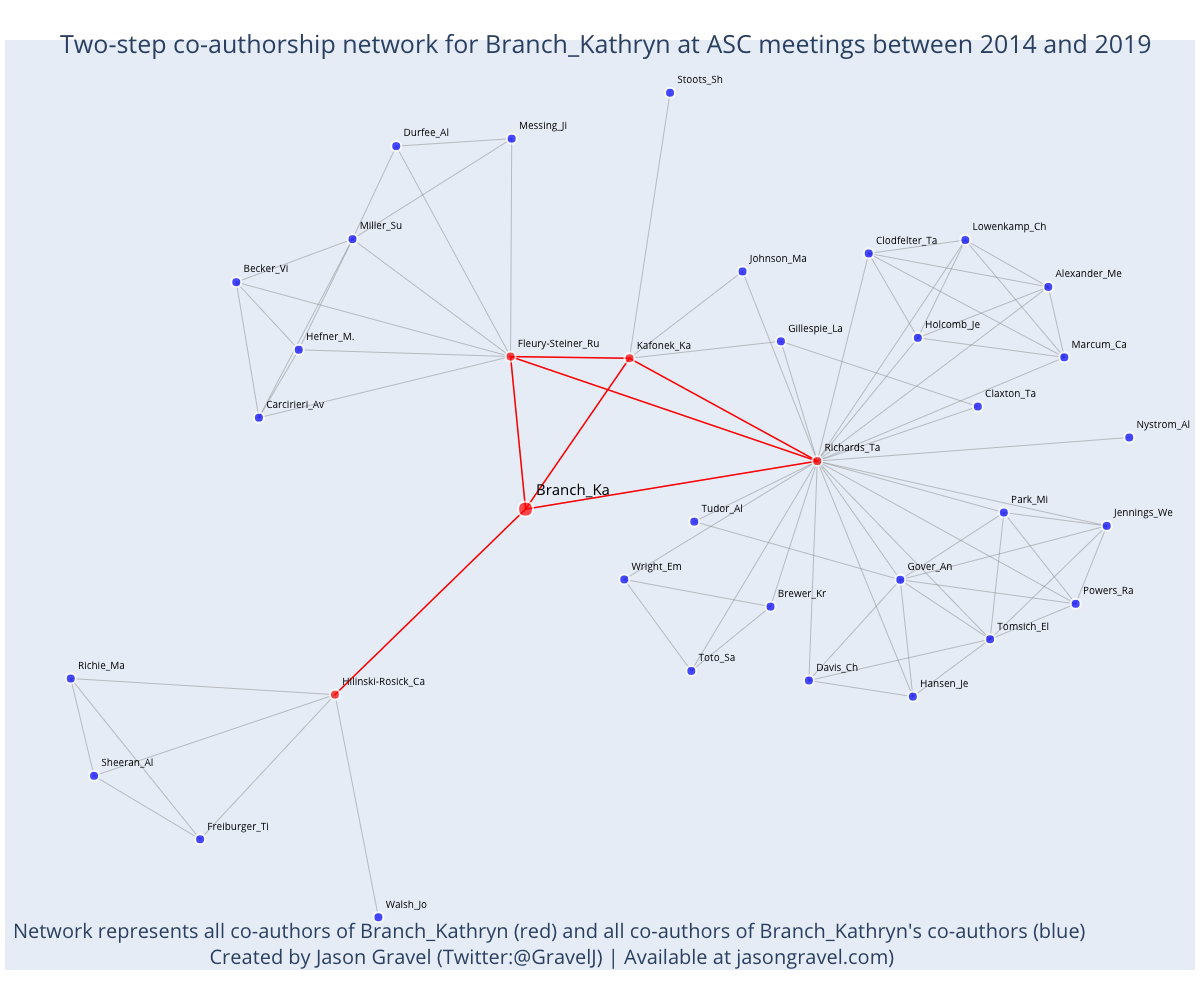 Two-step co-authorship network for Branch_Kathryn at ASC meetings between 2014 and 2019
Stoots_Sh
Messing_Ji
Durfee_Al
Miller_Su
Lowenkamp_Ch
Clodfelter_Ta
Johnson_Ma
Becker_Vi
Alexander_Me
Gillespie_La
Holcomb_Je
Hefner_M.
Fleury-Steiner_Ru
Kafonek_Ka
Marcum_Ca
Claxton_Ta
Carcirieri_Av
Nystrom_Al
Richards_Ta
Branch_Ka
Park_Mi
Tudor_Al
Jennings_We
Wright_Em
Gover_An
Brewer_Kr
Powers_Ra
Tomsich_El
Toto_Sa
Richie_Ma
Davis_Ch
Hilinski-Rosick_Ca
Hansen_Je
Sheeran_Al
Freiburger_Ti
Walsh_Jo
Network represents all co-authors of Branch_Kathryn (red) and all co-authors of Branch_Kathryn's co-authors (blue)
Created by Jason Gravel (Twitter:@GravelJ) | Available at jasongravel.com)